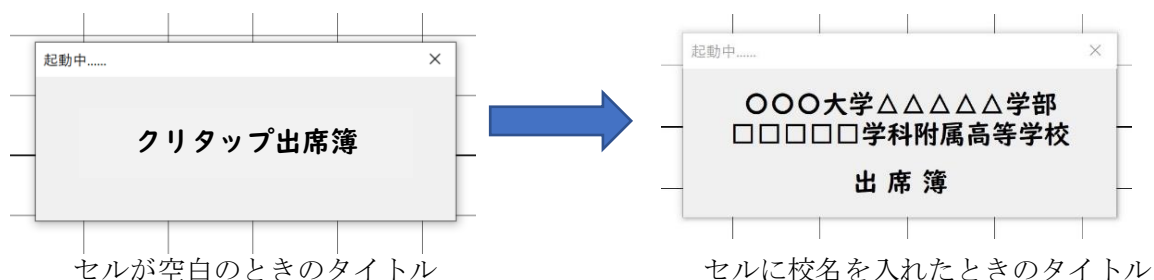 起動中......
×
クリタップ出席簿
セルが空白のときのタイトル
起動中......
×
〇〇〇大学△△△△△学部
□□□□□学科附属高等学校
出 席 簿
セルに校名を入れたときのタイトル